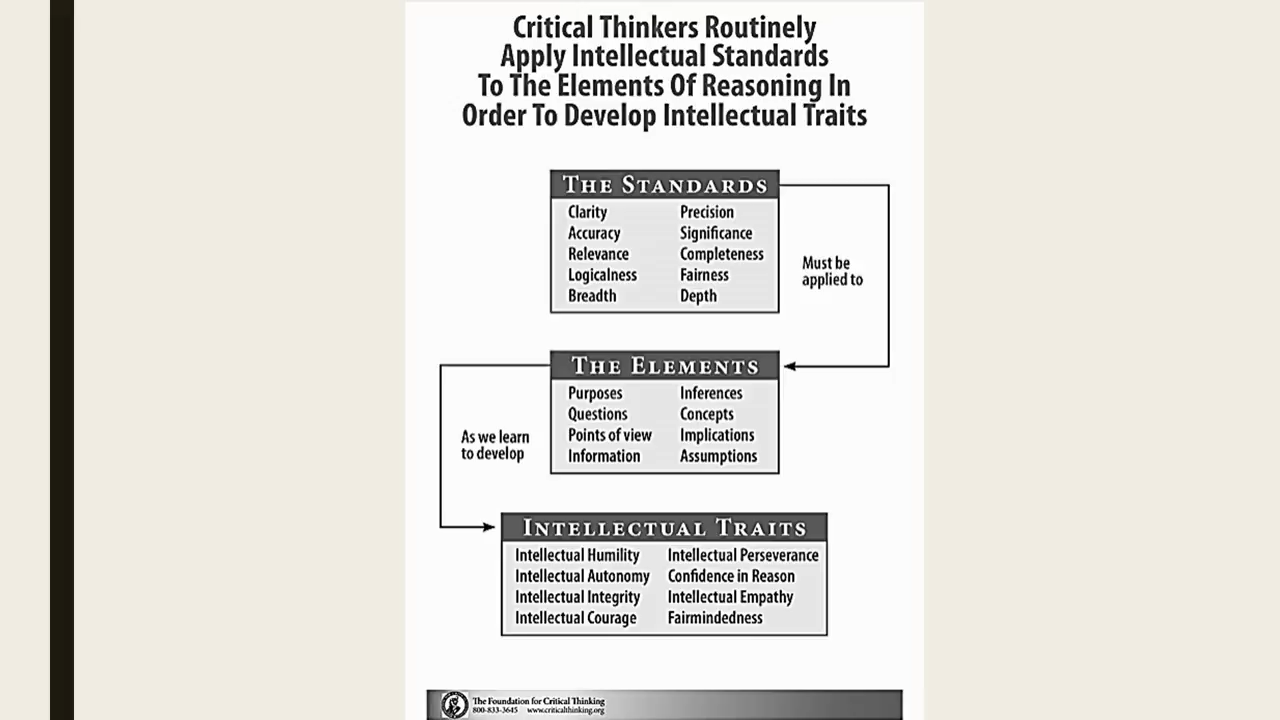 Critical Thinkers Routinely
Apply Intellectual Standards
To The Elements Of Reasoning In
Order To Develop Intellectual Traits
THE STANDARDS
Clarity Precision
Accuracy Significance
Relevance Completeness
Logicalness Fairness
Breadth Depth
Must be
applied to
THE ELEMENTS
Purposes Inferences
Questions Concepts
Points of view Implications
Information Assumptions
As we learn
to develop
INTELLECTUAL TRAITS
Intellectual Humility Intellectual Perseverance
Intellectual Autonomy Confidence in Reason
Intellectual Integrity Intellectual Empathy
Intellectual Courage Fairmindedness
The Foundation for Critical Thinking
800-833-3645 www.criticalthinking.org